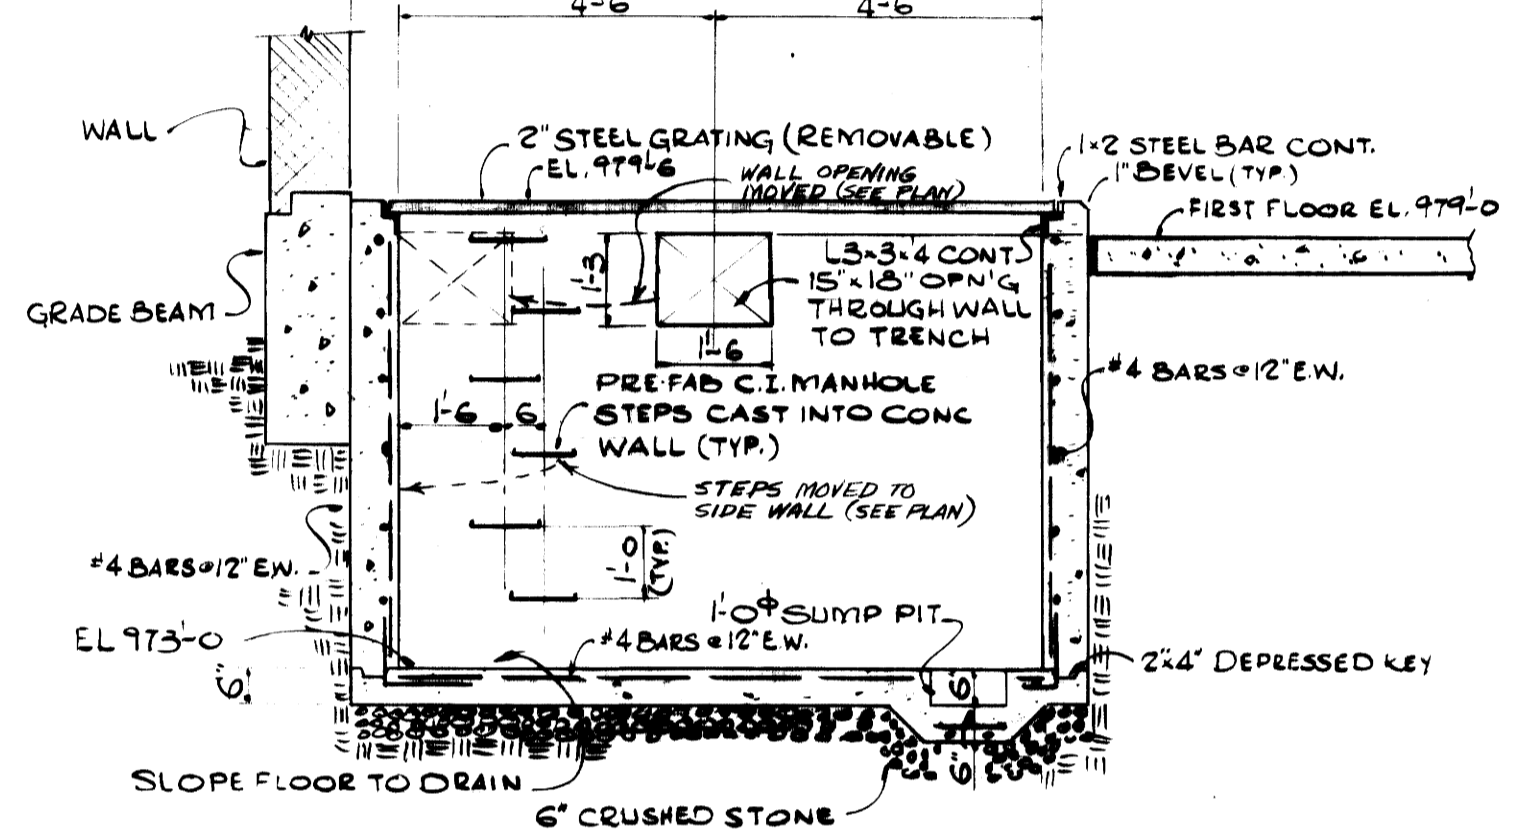 4-6 4-6
WALL
2" STEEL GRATING (REMOVABLE)
EL. 979'-6
WALL OPENING
MOVED (SEE PLAN)
1×2 STEEL BAR CONT.
1" BEVEL (TYP.)
FIRST FLOOR EL. 979'-0
GRADE BEAM
1'-3
L3×3×¼ CONT.
15"×18" OPN'G
THROUGH WALL
TO TRENCH
1'-6
#4 BARS @ 12" E.W.
PRE-FAB C.I. MANHOLE
STEPS CAST INTO CONC
WALL (TYP.)
1'-6 6
STEPS MOVED TO
SIDE WALL (SEE PLAN)
#4 BARS @ 12" E.W.
1'-0
(TYP.)
1'-0 ϕ SUMP PIT
EL 973'-0
#4 BARS @ 12" E.W.
2"×4" DEPRESSED KEY
6"
6"
6"
SLOPE FLOOR TO DRAIN
6" CRUSHED STONE